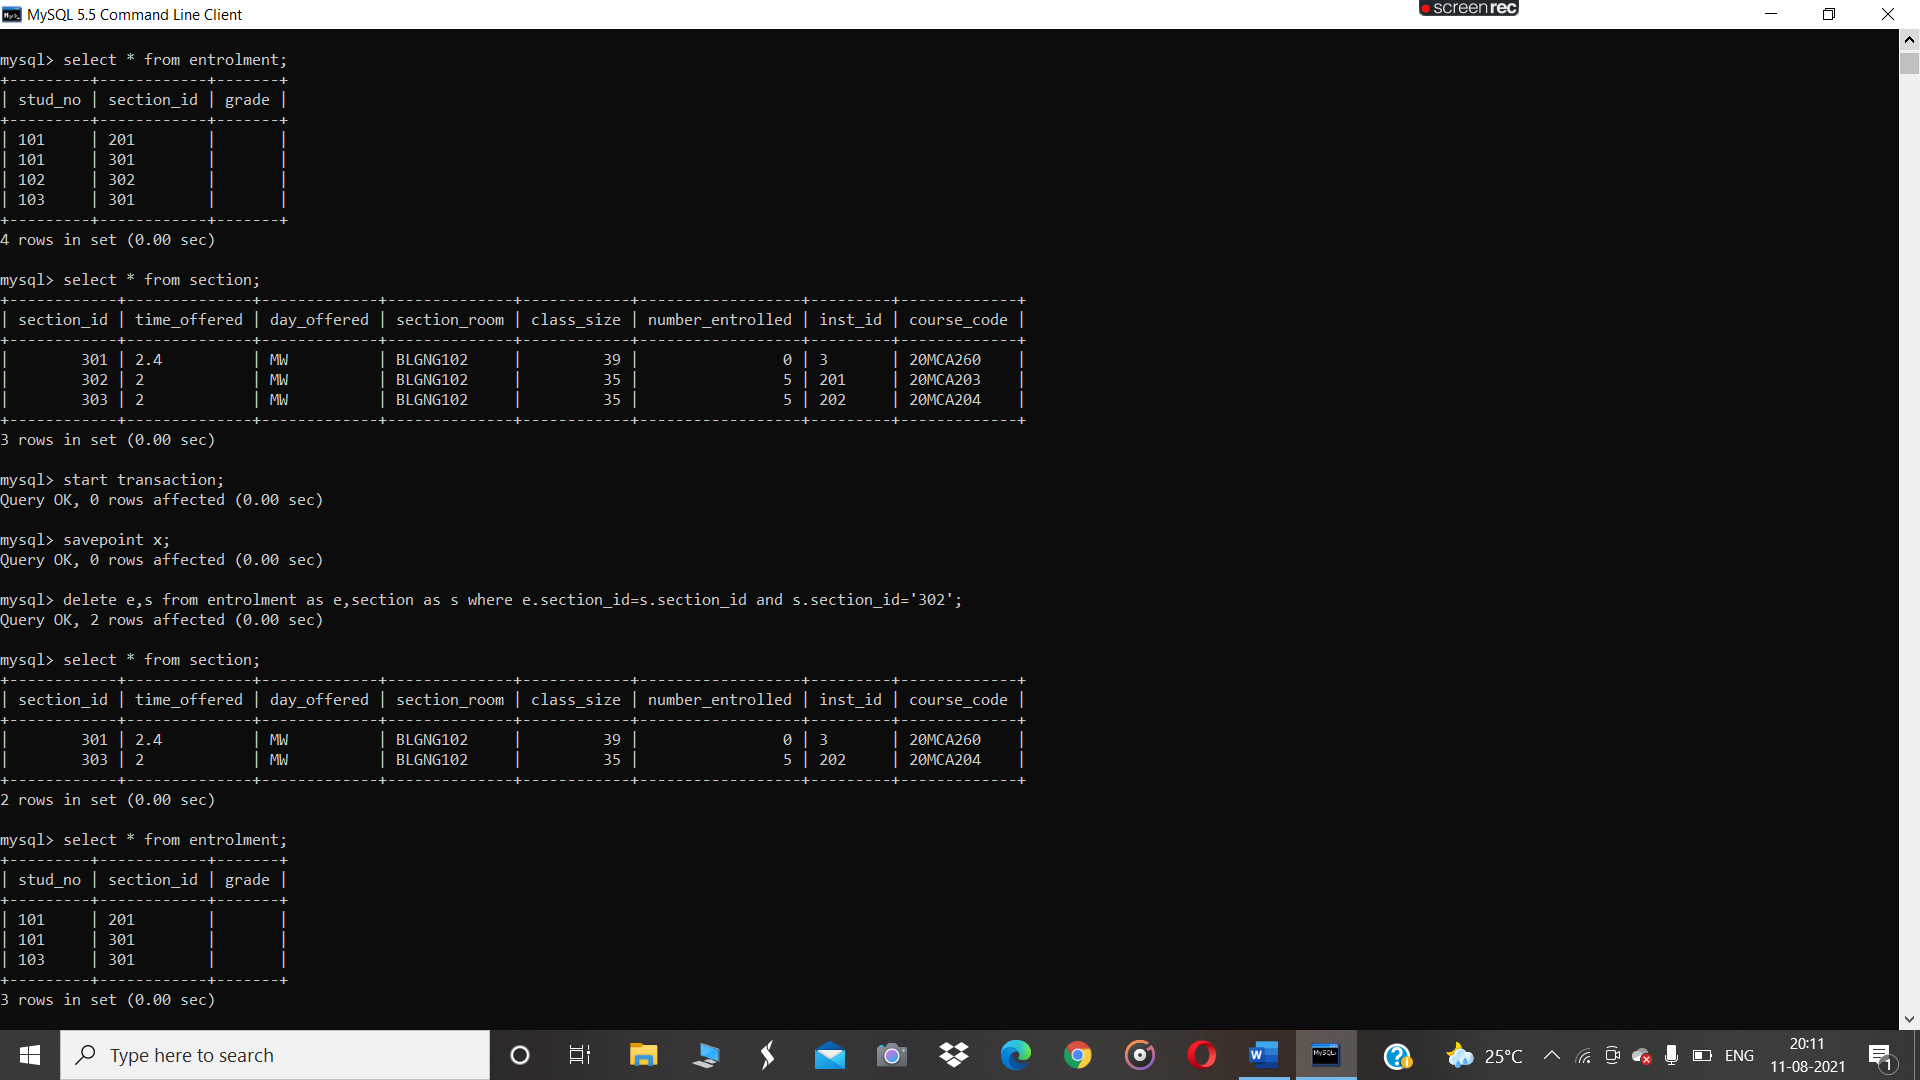 MySQL 5.5 Command Line Client
screenrec
mysql> select * from entrolment;
+---------+------------+-------+
| stud_no | section_id | grade |
+---------+------------+-------+
| 101     | 201        |       |
| 101     | 301        |       |
| 102     | 302        |       |
| 103     | 301        |       |
+---------+------------+-------+
4 rows in set (0.00 sec)
mysql> select * from section;
+------------+--------------+-------------+--------------+------------+------------------+---------+-------------+
| section_id | time_offered | day_offered | section_room | class_size | number_entrolled | inst_id | course_code |
+------------+--------------+-------------+--------------+------------+------------------+---------+-------------+
|        301 | 2.4          | MW          | BLGNG102     |         39 |                0 | 3       | 20MCA260    |
|        302 | 2            | MW          | BLGNG102     |         35 |                5 | 201     | 20MCA203    |
|        303 | 2            | MW          | BLGNG102     |         35 |                5 | 202     | 20MCA204    |
+------------+--------------+-------------+--------------+------------+------------------+---------+-------------+
3 rows in set (0.00 sec)
mysql> start transaction;
Query OK, 0 rows affected (0.00 sec)
mysql> savepoint x;
Query OK, 0 rows affected (0.00 sec)
mysql> delete e,s from entrolment as e,section as s where e.section_id=s.section_id and s.section_id='302';
Query OK, 2 rows affected (0.00 sec)
mysql> select * from section;
+------------+--------------+-------------+--------------+------------+------------------+---------+-------------+
| section_id | time_offered | day_offered | section_room | class_size | number_entrolled | inst_id | course_code |
+------------+--------------+-------------+--------------+------------+------------------+---------+-------------+
|        301 | 2.4          | MW          | BLGNG102     |         39 |                0 | 3       | 20MCA260    |
|        303 | 2            | MW          | BLGNG102     |         35 |                5 | 202     | 20MCA204    |
+------------+--------------+-------------+--------------+------------+------------------+---------+-------------+
2 rows in set (0.00 sec)
mysql> select * from entrolment;
+---------+------------+-------+
| stud_no | section_id | grade |
+---------+------------+-------+
| 101     | 201        |       |
| 101     | 301        |       |
| 103     | 301        |       |
+---------+------------+-------+
3 rows in set (0.00 sec)
Type here to search
25°C
ENG
20:11
11-08-2021
1